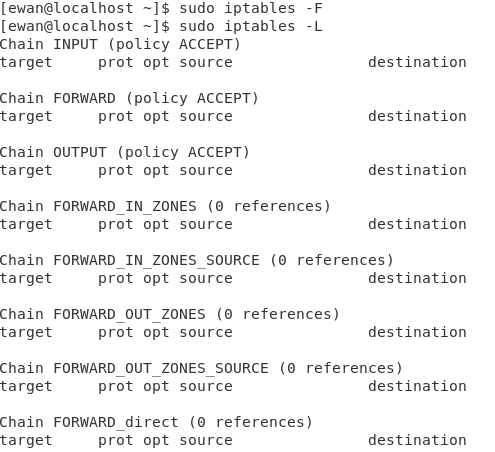 [ewan@localhost ~]$ sudo iptables -F
[ewan@localhost ~]$ sudo iptables -L
Chain INPUT (policy ACCEPT)
target     prot opt source               destination

Chain FORWARD (policy ACCEPT)
target     prot opt source               destination

Chain OUTPUT (policy ACCEPT)
target     prot opt source               destination

Chain FORWARD_IN_ZONES (0 references)
target     prot opt source               destination

Chain FORWARD_IN_ZONES_SOURCE (0 references)
target     prot opt source               destination

Chain FORWARD_OUT_ZONES (0 references)
target     prot opt source               destination

Chain FORWARD_OUT_ZONES_SOURCE (0 references)
target     prot opt source               destination

Chain FORWARD_direct (0 references)
target     prot opt source               destination